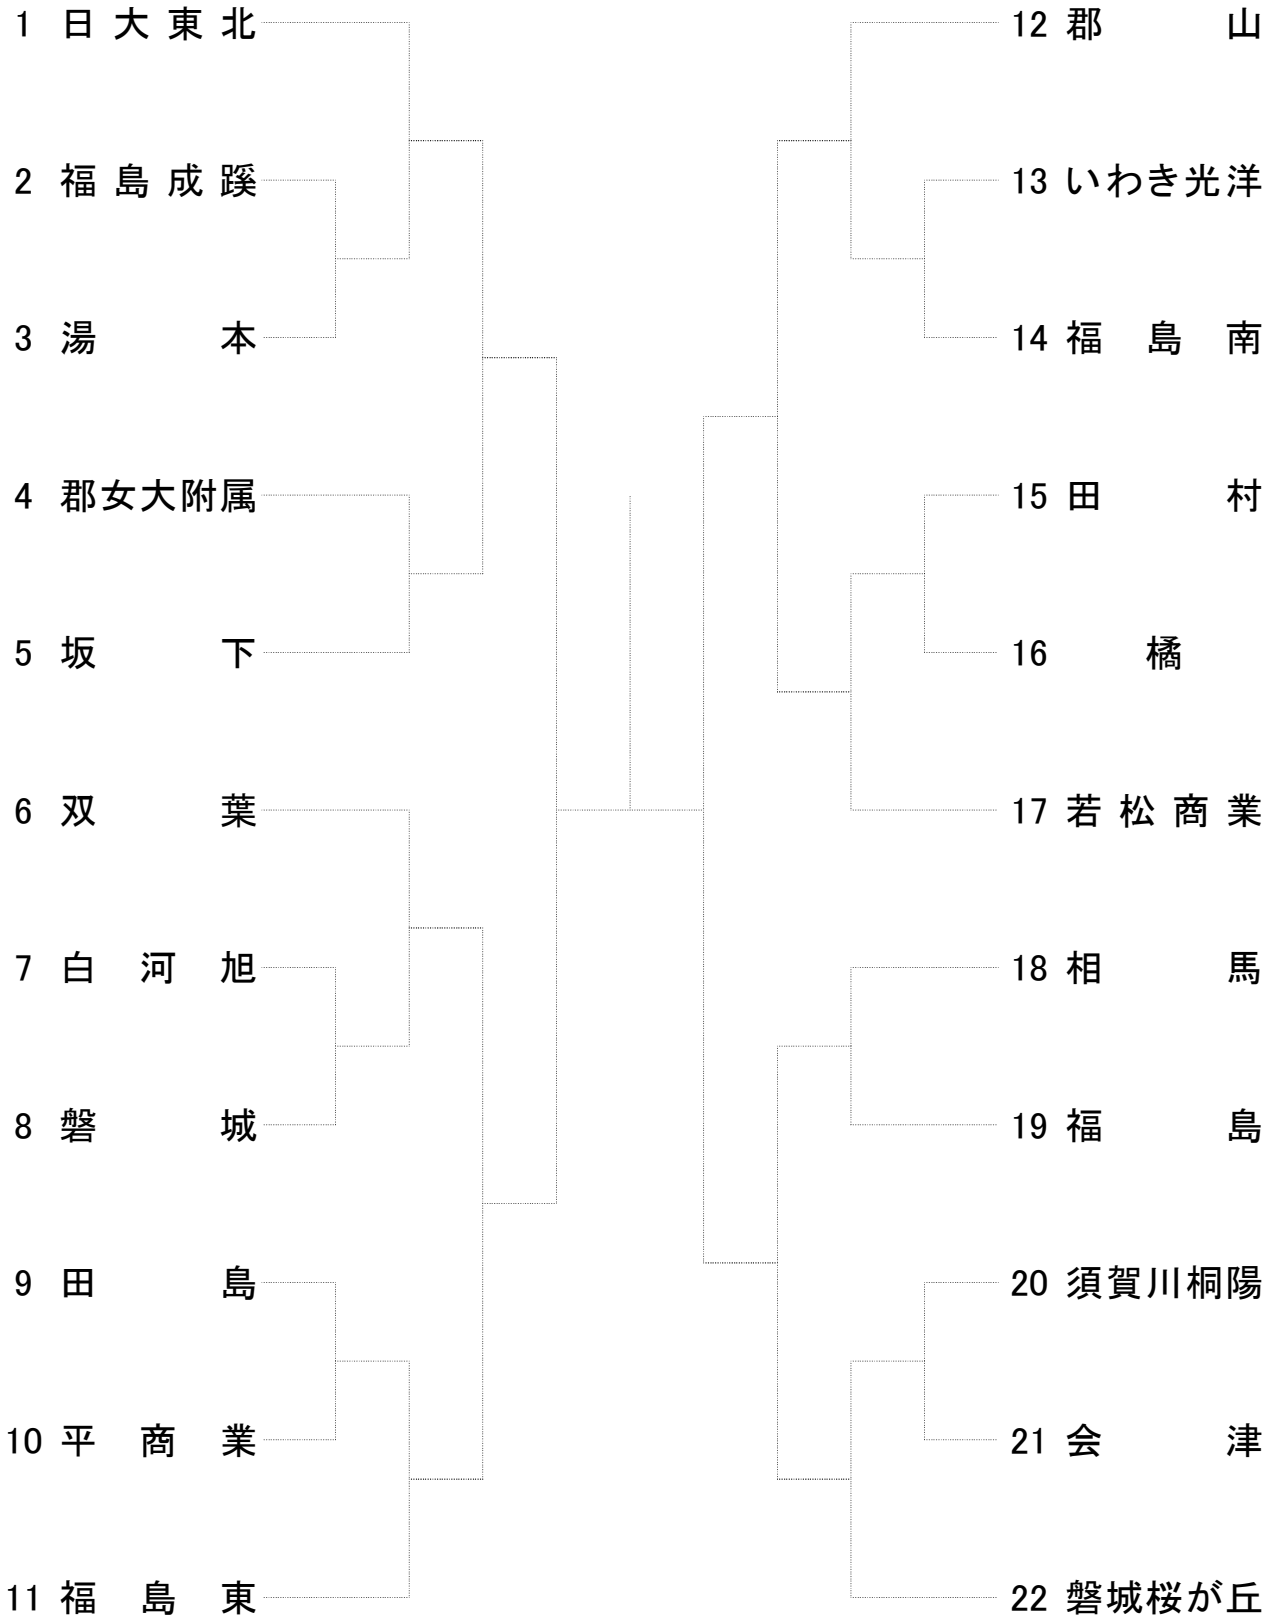 1 日大東北
2 福島成蹊
3 湯本
4 郡女大附属
5 坂下
6 双葉
7 白河旭
8 磐城
9 田島
10 平商業
11 福島東
12 郡山
13 いわき光洋
14 福島南
15 田村
16 橘
17 若松商業
18 相馬
19 福島
20 須賀川桐陽
21 会津
22 磐城桜が丘